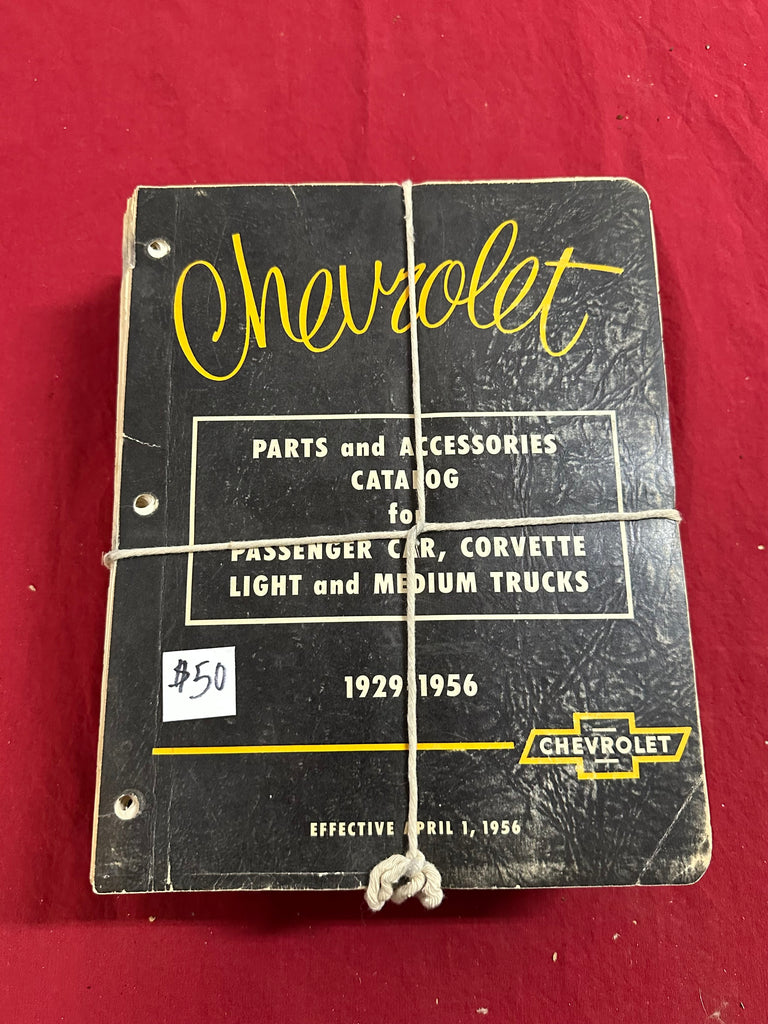 Chevrolet
PARTS and ACCESSORIES
CATALOG
for
PASSENGER CAR, CORVETTE
LIGHT and MEDIUM TRUCKS
$50
1929-1956
CHEVROLET
EFFECTIVE APRIL 1, 1956